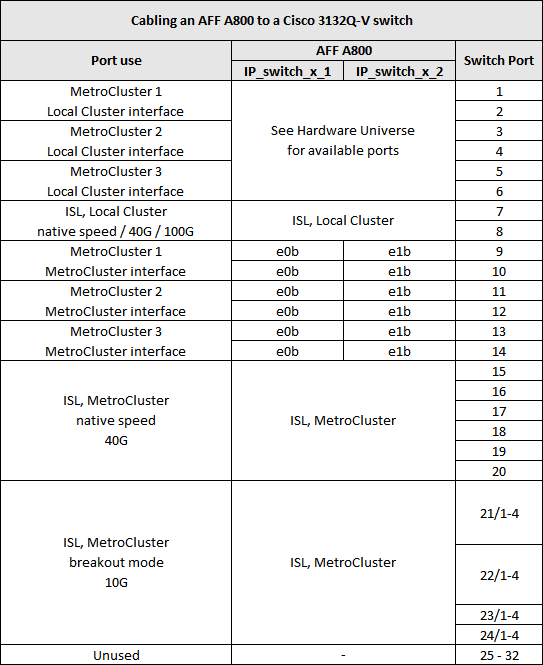 Cabling an AFF A800 to a Cisco 3132Q-V switch
Port use
AFF A800
Switch Port
IP_switch_x_1
IP_switch_x_2
MetroCluster 1
Local Cluster interface
See Hardware Universe
for available ports
1
2
MetroCluster 2
Local Cluster interface
3
4
MetroCluster 3
Local Cluster interface
5
6
ISL, Local Cluster
native speed / 40G / 100G
ISL, Local Cluster
7
8
MetroCluster 1
MetroCluster interface
e0b e1b 9
e0b e1b 10
MetroCluster 2
MetroCluster interface
e0b e1b 11
e0b e1b 12
MetroCluster 3
MetroCluster interface
e0b e1b 13
e0b e1b 14
ISL, MetroCluster
native speed
40G
ISL, MetroCluster
15
16
17
18
19
20
ISL, MetroCluster
breakout mode
10G
ISL, MetroCluster
21/1-4
22/1-4
23/1-4
24/1-4
Unused - 25 - 32